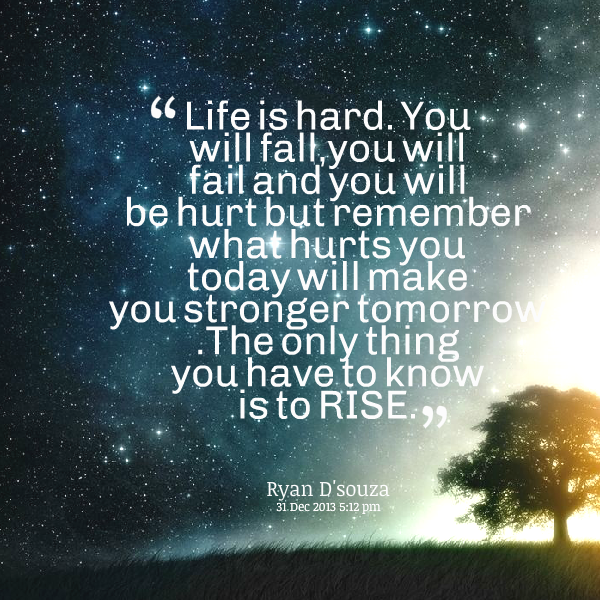 “ Life is hard. You
will fall,you will
fail and you will
be hurt but remember
what hurts you
today will make
you stronger tomorrow
.The only thing
you have to know
is to RISE. ”
Ryan D'souza
31 Dec 2013 5:12 pm